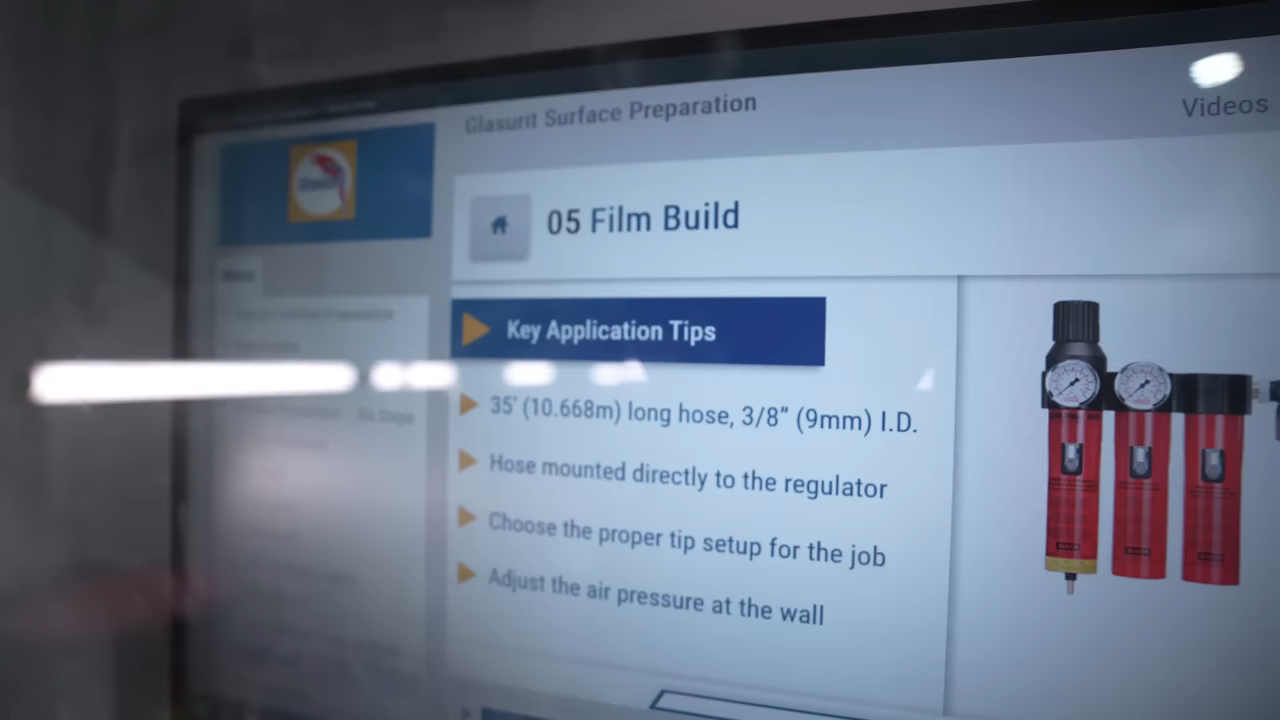 Glasurit Surface Preparation
Videos
05 Film Build
Key Application Tips
35' (10.668m) long hose, 3/8" (9mm) I.D.
Hose mounted directly to the regulator
Choose the proper tip setup for the job
Adjust the air pressure at the wall